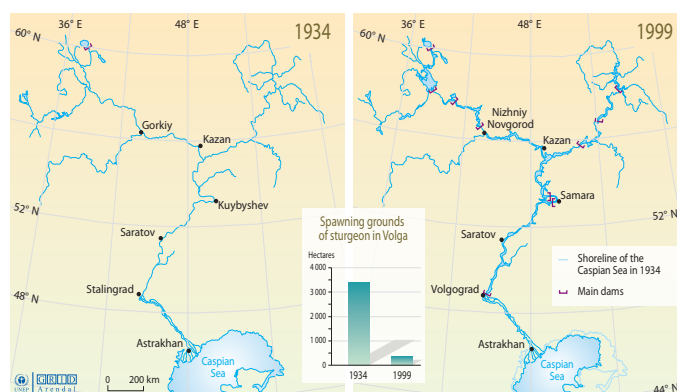 36° E
48° E
60° N
1934
Gorkiy
Kazan
Kuybyshev
52° N
Saratov
Stalingrad
48° N
Astrakhan
Caspian
Sea
UNEP
GRID
Arendal
0 200 km
Spawning grounds
of sturgeon in Volga
Hectares
4 000
3 000
2 000
1 000
0
1934
1999
36° E
48° E
60° N
1999
Nizhniy
Novgorod
Kazan
Samara
52° N
Saratov
Shoreline of the
Caspian Sea in 1934
Main dams
Volgograd
Astrakhan
Caspian
Sea
44° N